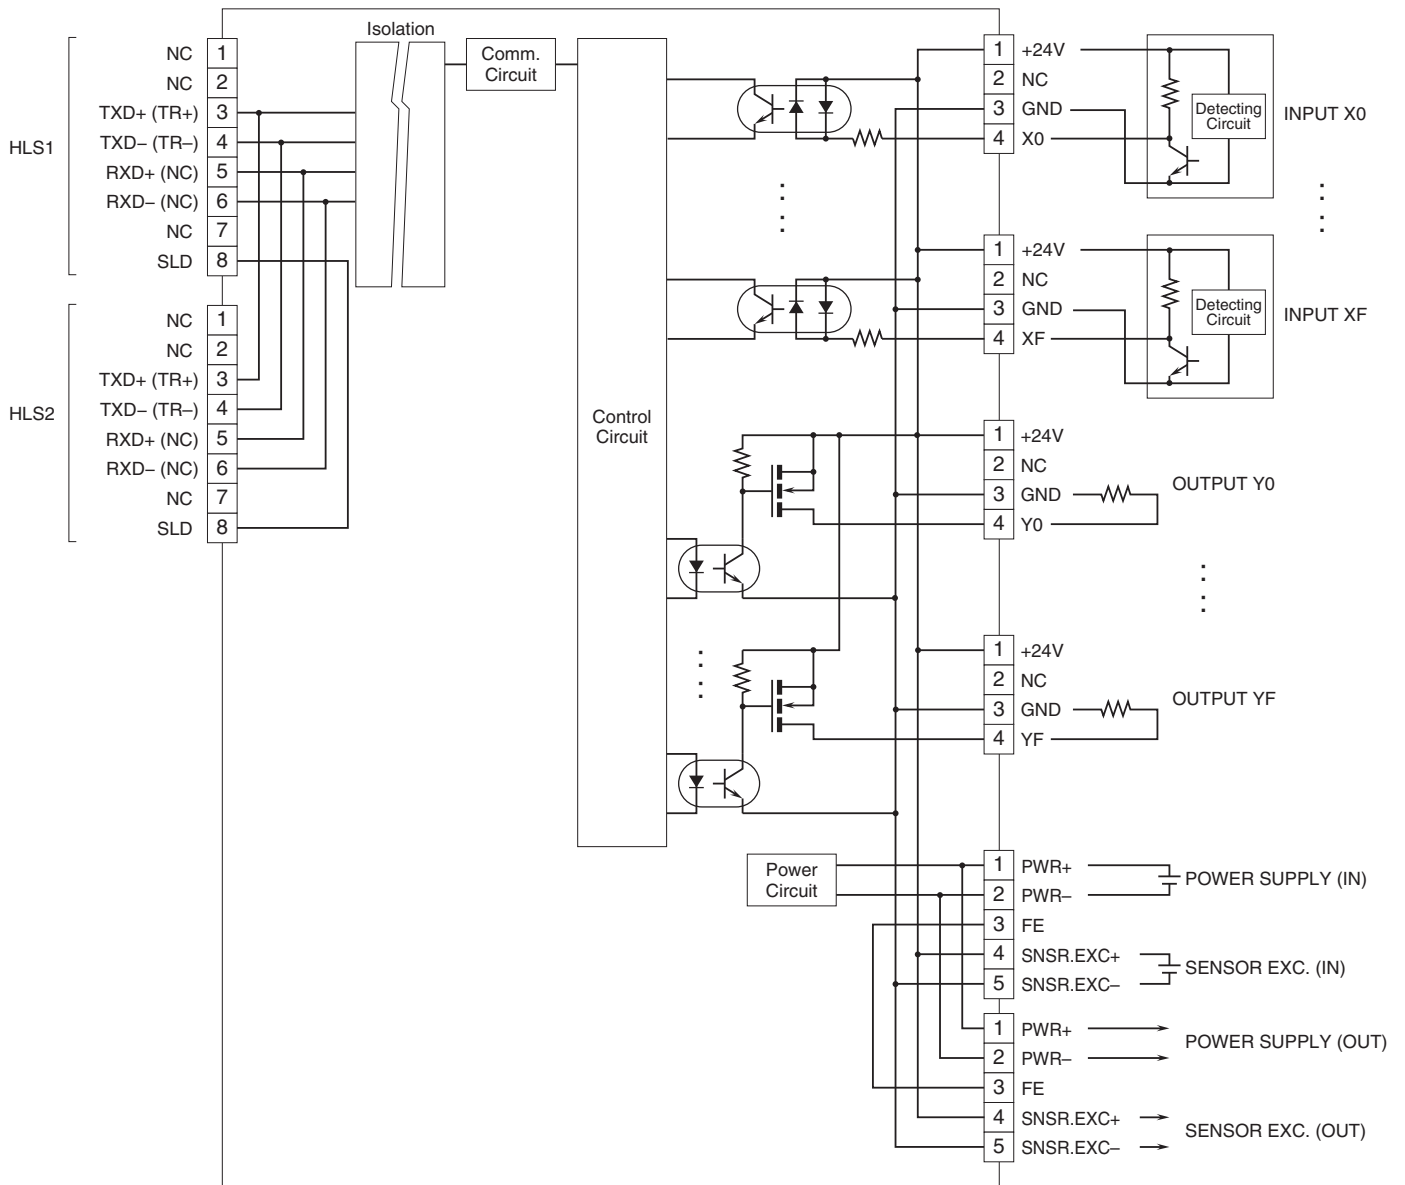 Isolation
Comm.
Circuit
HLS1
NC 1
NC 2
TXD+ (TR+) 3
TXD– (TR–) 4
RXD+ (NC) 5
RXD– (NC) 6
NC 7
SLD 8
HLS2
NC 1
NC 2
TXD+ (TR+) 3
TXD– (TR–) 4
RXD+ (NC) 5
RXD– (NC) 6
NC 7
SLD 8
Control
Circuit
1 +24V
2 NC
3 GND
4 X0
Detecting
Circuit
INPUT X0
1 +24V
2 NC
3 GND
4 XF
Detecting
Circuit
INPUT XF
1 +24V
2 NC
3 GND
4 Y0
OUTPUT Y0
1 +24V
2 NC
3 GND
4 YF
OUTPUT YF
Power
Circuit
1 PWR+
2 PWR–
3 FE
4 SNSR.EXC+
5 SNSR.EXC–
POWER SUPPLY (IN)
SENSOR EXC. (IN)
1 PWR+
2 PWR–
3 FE
4 SNSR.EXC+
5 SNSR.EXC–
POWER SUPPLY (OUT)
SENSOR EXC. (OUT)